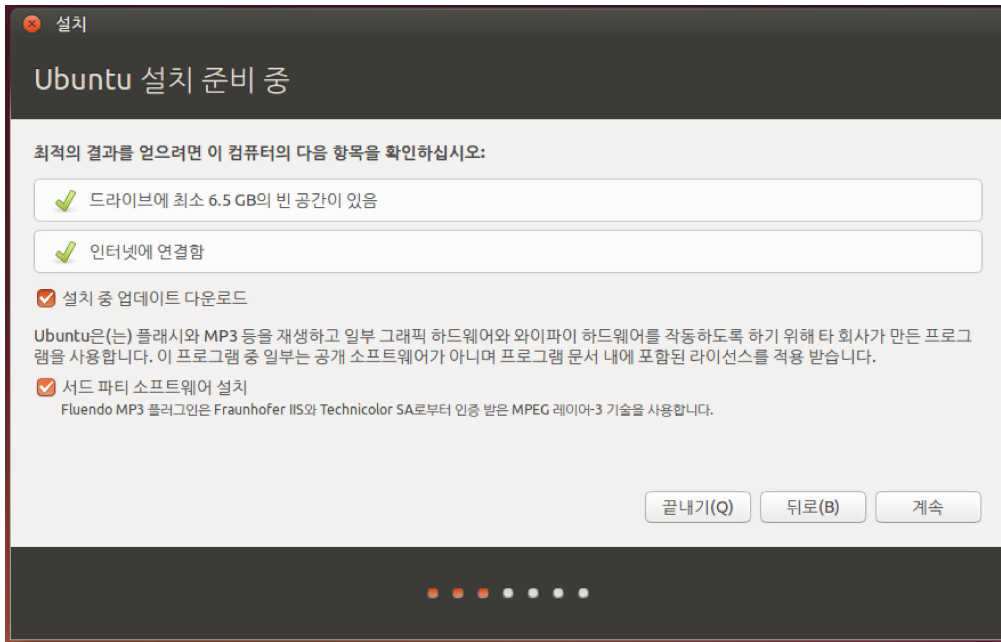 설치
Ubuntu 설치 준비 중
최적의 결과를 얻으려면 이 컴퓨터의 다음 항목을 확인하십시오:
드라이브에 최소 6.5 GB의 빈 공간이 있음
인터넷에 연결함
설치 중 업데이트 다운로드
Ubuntu은(는) 플래시와 MP3 등을 재생하고 일부 그래픽 하드웨어와 와이파이 하드웨어를 작동하도록 하기 위해 타 회사가 만든 프로그
램을 사용합니다. 이 프로그램 중 일부는 공개 소프트웨어가 아니며 프로그램 문서 내에 포함된 라이선스를 적용 받습니다.
서드 파티 소프트웨어 설치
Fluendo MP3 플러그인은 Fraunhofer IIS와 Technicolor SA로부터 인증 받은 MPEG 레이어-3 기술을 사용합니다.
끝내기(Q) 뒤로(B) 계속